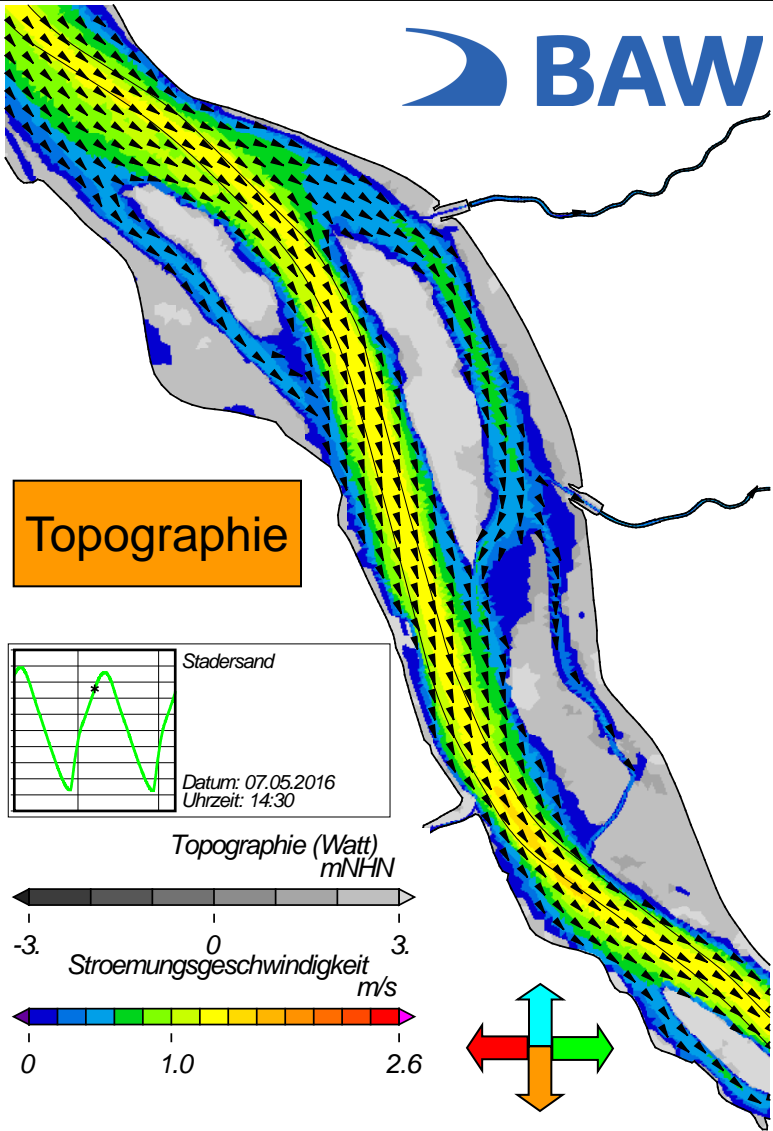 BAW
Topographie
Stadersand
Datum: 07.05.2016
Uhrzeit: 14:30
Topographie (Watt)
mNHN
-3. 0 3.
Stroemungsgeschwindigkeit
m/s
0 1.0 2.6